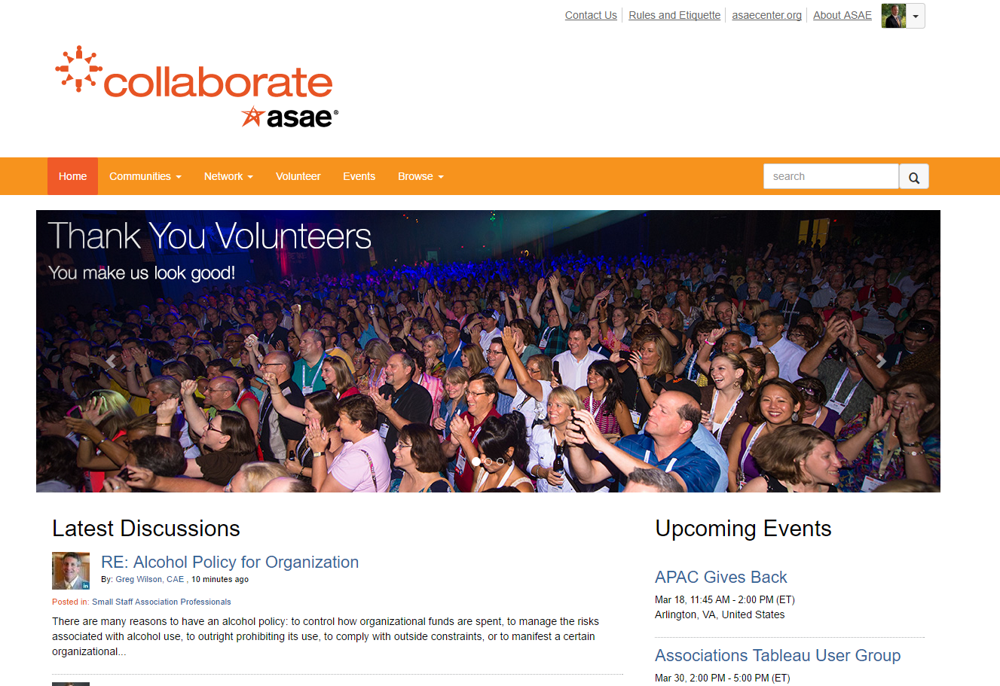 Contact Us
Rules and Etiquette
asaecenter.org
About ASAE
collaborate
asae®
Home
Communities
Network
Volunteer
Events
Browse
search
Thank You Volunteers
You make us look good!
Latest Discussions
RE: Alcohol Policy for Organization
By: Greg Wilson, CAE , 10 minutes ago
Posted in: Small Staff Association Professionals
There are many reasons to have an alcohol policy: to control how organizational funds are spent, to manage the risks
associated with alcohol use, to outright prohibiting its use, to comply with outside constraints, or to manifest a certain
organizational...
Upcoming Events
APAC Gives Back
Mar 18, 11:45 AM - 2:00 PM (ET)
Arlington, VA, United States
Associations Tableau User Group
Mar 30, 2:00 PM - 5:00 PM (ET)